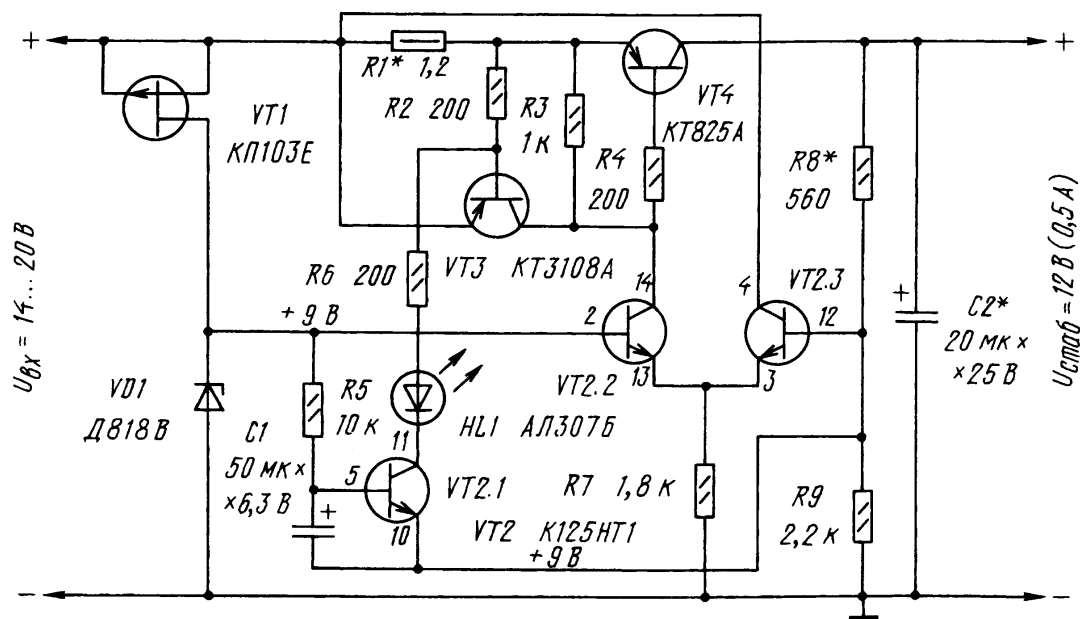 +
+
R1* 1,2
R2 200
R3
1к
VT1
КП103Е
VT4
КТ825А
R4
200
R8*
560
Uвх = 14... 20 В
R6 200
VT3 КТ3108А
14
4
VT2.3
+9 В
2
12
+
C2*
20 мк ×
×25 В
Uстаб = 12 В (0,5 А)
13
3
VT2.2
VD1
Д818В
R5
10 к
HL1 АЛ307Б
C1
50 мк ×
×6,3 В
11
5
VT2.1
R7 1,8 к
R9
2,2 к
+
10
VT2 К125НТ1
+9 В
-
-